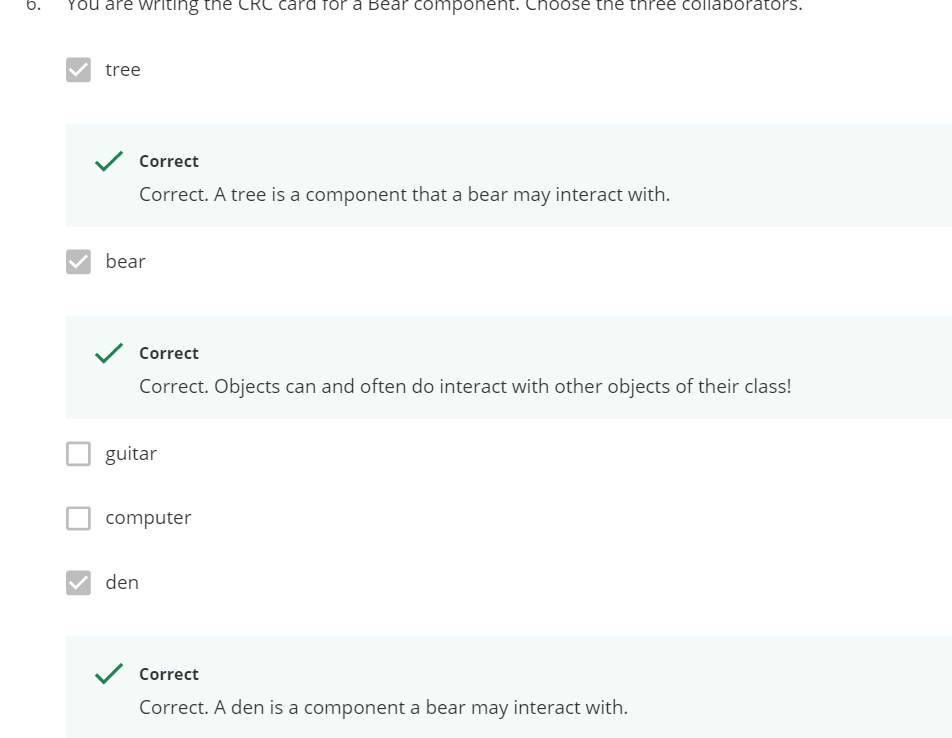 6. You are writing the CRC card for a Bear component. Choose the three collaborators.
tree
Correct
Correct. A tree is a component that a bear may interact with.
bear
Correct
Correct. Objects can and often do interact with other objects of their class!
guitar
computer
den
Correct
Correct. A den is a component a bear may interact with.